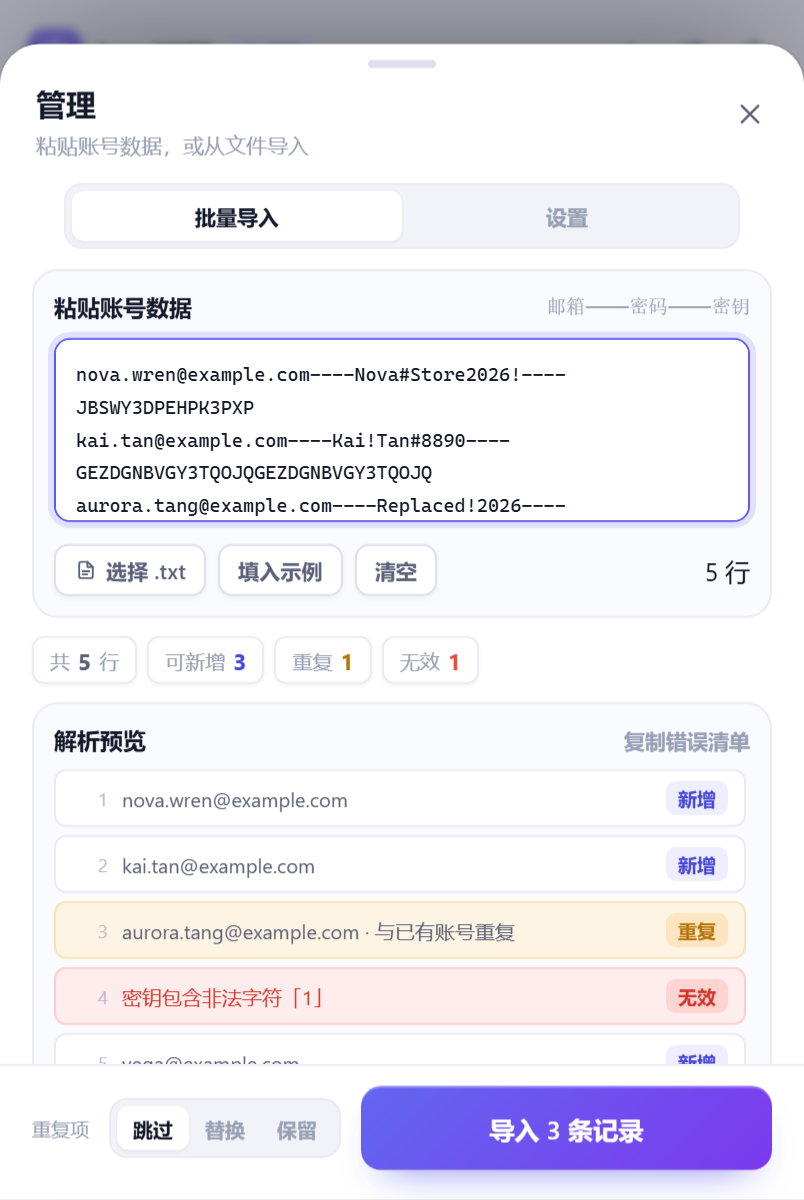 管理
粘贴账号数据，或从文件导入
批量导入 设置
粘贴账号数据 邮箱————密码————密钥
nova.wren@example.com----Nova#Store2026!----
JBSWY3DPEHPK3PXP
kai.tan@example.com----Kai!Tan#8890----
GEZDGNBVGY3TQOJQGEZDGNBVGY3TQOJQ
aurora.tang@example.com----Replaced!2026----
选择 .txt 填入示例 清空 5 行
共 5 行 可新增 3 重复 1 无效 1
解析预览 复制错误清单
1 nova.wren@example.com 新增
2 kai.tan@example.com 新增
3 aurora.tang@example.com · 与已有账号重复 重复
4 密钥包含非法字符「1」 无效
5 vega@example.com 新增
重复项 跳过 替换 保留 导入 3 条记录